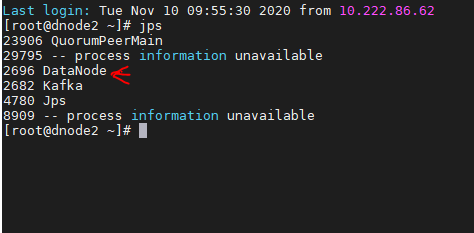 Last login: Tue Nov 10 09:55:30 2020 from 10.222.86.62
[root@dnode2 ~]# jps
23906 QuorumPeerMain
29795 -- process information unavailable
2696 DataNode
2682 Kafka
4780 Jps
8909 -- process information unavailable
[root@dnode2 ~]#